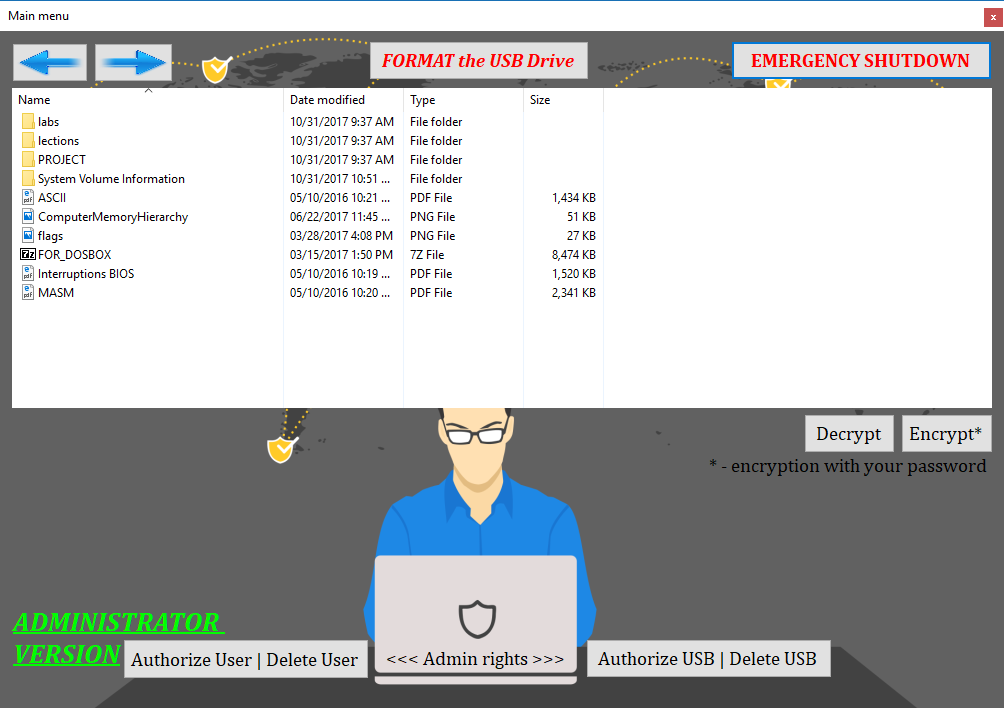 Main menu
x
FORMAT the USB Drive
EMERGENCY SHUTDOWN
Name Date modified Type Size
labs 10/31/2017 9:37 AM File folder
lections 10/31/2017 9:37 AM File folder
PROJECT 10/31/2017 9:37 AM File folder
System Volume Information 10/31/2017 10:51 ... File folder
ASCII 05/10/2016 10:21 ... PDF File 1,434 KB
ComputerMemoryHierarchy 06/22/2017 11:45 ... PNG File 51 KB
flags 03/28/2017 4:08 PM PNG File 27 KB
FOR_DOSBOX 03/15/2017 1:50 PM 7Z File 8,474 KB
Interruptions BIOS 05/10/2016 10:19 ... PDF File 1,520 KB
MASM 05/10/2016 10:20 ... PDF File 2,341 KB
Decrypt Encrypt*
* - encryption with your password
ADMINISTRATOR
VERSION
Authorize User | Delete User <<< Admin rights >>> Authorize USB | Delete USB